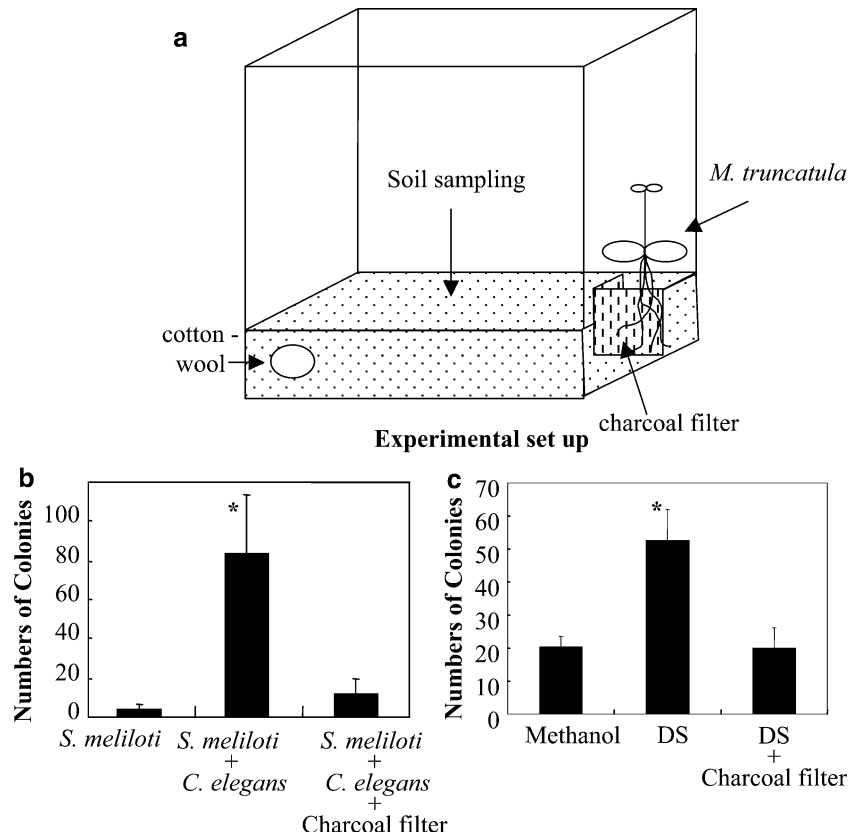 a
Soil sampling
M. truncatula
cotton -
wool
charcoal filter
Experimental set up
b
Numbers of Colonies
100
80
60
40
20
0
*
S. meliloti
S. meliloti
+
C. elegans
S. meliloti
+
C. elegans
+
Charcoal filter
c
Numbers of Colonies
70
60
50
40
30
20
10
0
*
Methanol
DS
DS
+
Charcoal filter